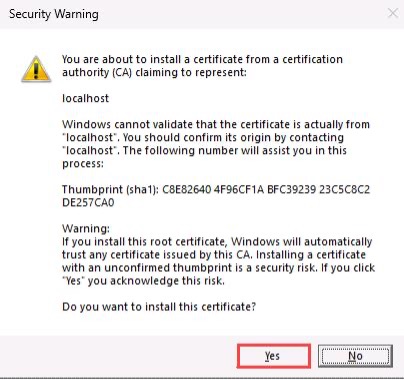 Security Warning
You are about to install a certificate from a certification
authority (CA) claiming to represent:
localhost
Windows cannot validate that the certificate is actually from
"localhost". You should confirm its origin by contacting
"localhost". The following number will assist you in this
process:
Thumbprint (sha1): C8E82640 4F96CF1A BFC39239 23C5C8C2
DE257CA0
Warning:
If you install this root certificate, Windows will automatically
trust any certificate issued by this CA. Installing a certificate
with an unconfirmed thumbprint is a security risk. If you click
"Yes" you acknowledge this risk.
Do you want to install this certificate?
Yes
No